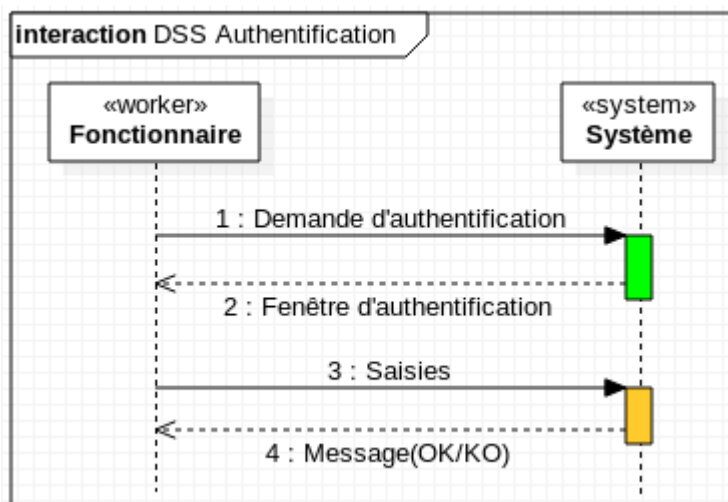 interaction DSS Authentification
«worker»
Fonctionnaire
«system»
Système
1 : Demande d'authentification
2 : Fenêtre d'authentification
3 : Saisies
4 : Message(OK/KO)